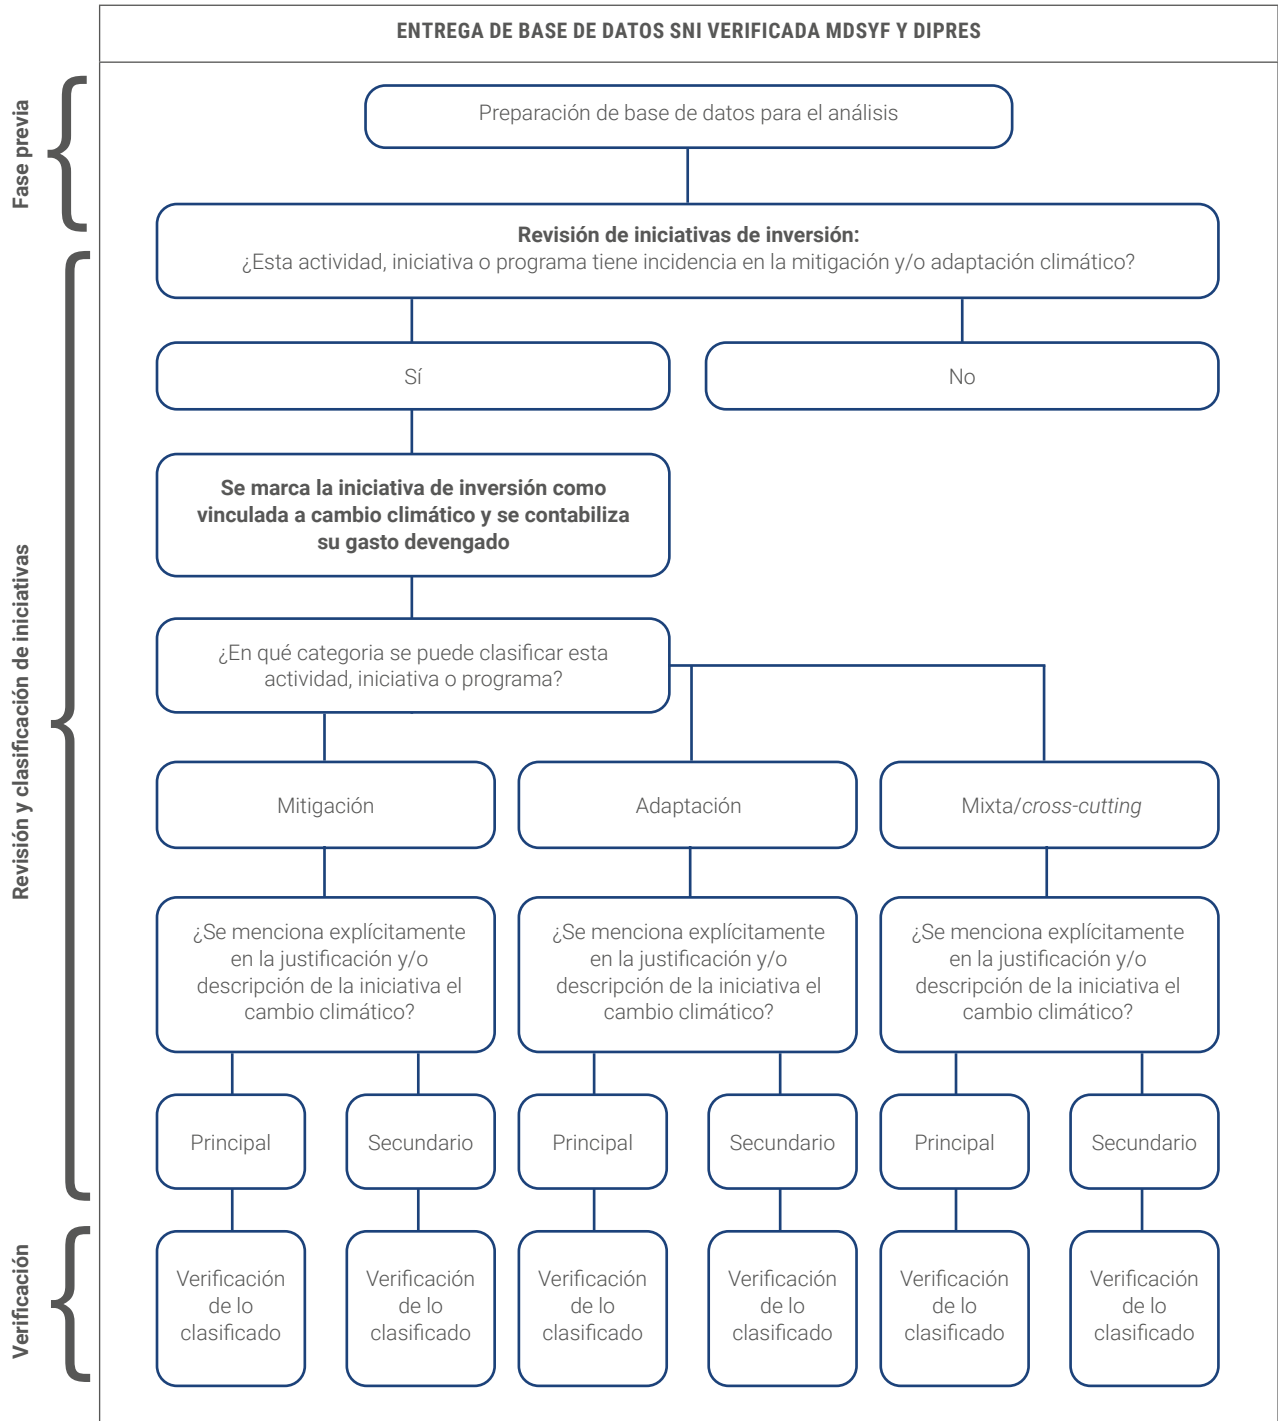 ENTREGA DE BASE DE DATOS SNI VERIFICADA MDSYF Y DIPRES
Fase previa
Preparación de base de datos para el análisis
Revisión y clasificación de iniciativas
Revisión de iniciativas de inversión:
¿Esta actividad, iniciativa o programa tiene incidencia en la mitigación y/o adaptación climático?
Sí
No
Se marca la iniciativa de inversión como
vinculada a cambio climático y se contabiliza
su gasto devengado
¿En qué categoria se puede clasificar esta
actividad, iniciativa o programa?
Mitigación
Adaptación
Mixta/cross-cutting
¿Se menciona explícitamente
en la justificación y/o
descripción de la iniciativa el
cambio climático?
¿Se menciona explícitamente
en la justificación y/o
descripción de la iniciativa el
cambio climático?
¿Se menciona explícitamente
en la justificación y/o
descripción de la iniciativa el
cambio climático?
Principal
Secundario
Principal
Secundario
Principal
Secundario
Verificación
Verificación
de lo
clasificado
Verificación
de lo
clasificado
Verificación
de lo
clasificado
Verificación
de lo
clasificado
Verificación
de lo
clasificado
Verificación
de lo
clasificado